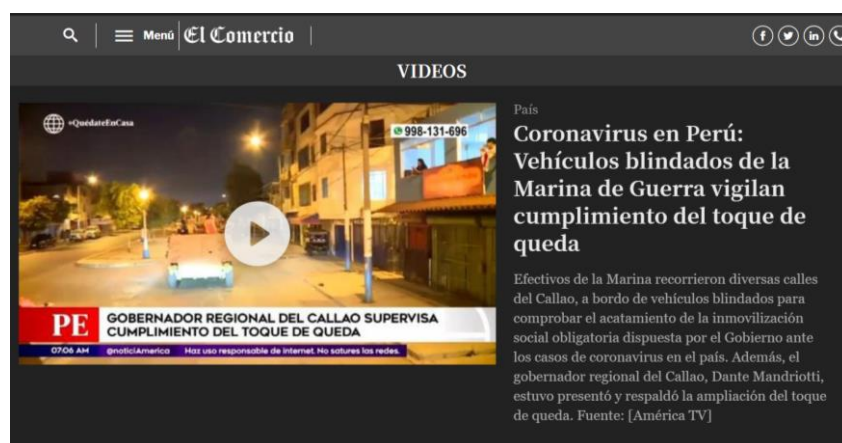 Menú El Comercio
VIDEOS
#QuédateEnCasa
998-131-696
PE
GOBERNADOR REGIONAL DEL CALLAO SUPERVISA
CUMPLIMIENTO DEL TOQUE DE QUEDA
07:06 AM @noticiAmerica Haz uso responsable de internet. No satures las redes.
País
Coronavirus en Perú:
Vehículos blindados de la
Marina de Guerra vigilan
cumplimiento del toque de
queda
Efectivos de la Marina recorrieron diversas calles
del Callao, a bordo de vehículos blindados para
comprobar el acatamiento de la inmovilización
social obligatoria dispuesta por el Gobierno ante
los casos de coronavirus en el país. Además, el
gobernador regional del Callao, Dante Mandriotti,
estuvo presentó y respaldó la ampliación del toque
de queda. Fuente: [América TV]